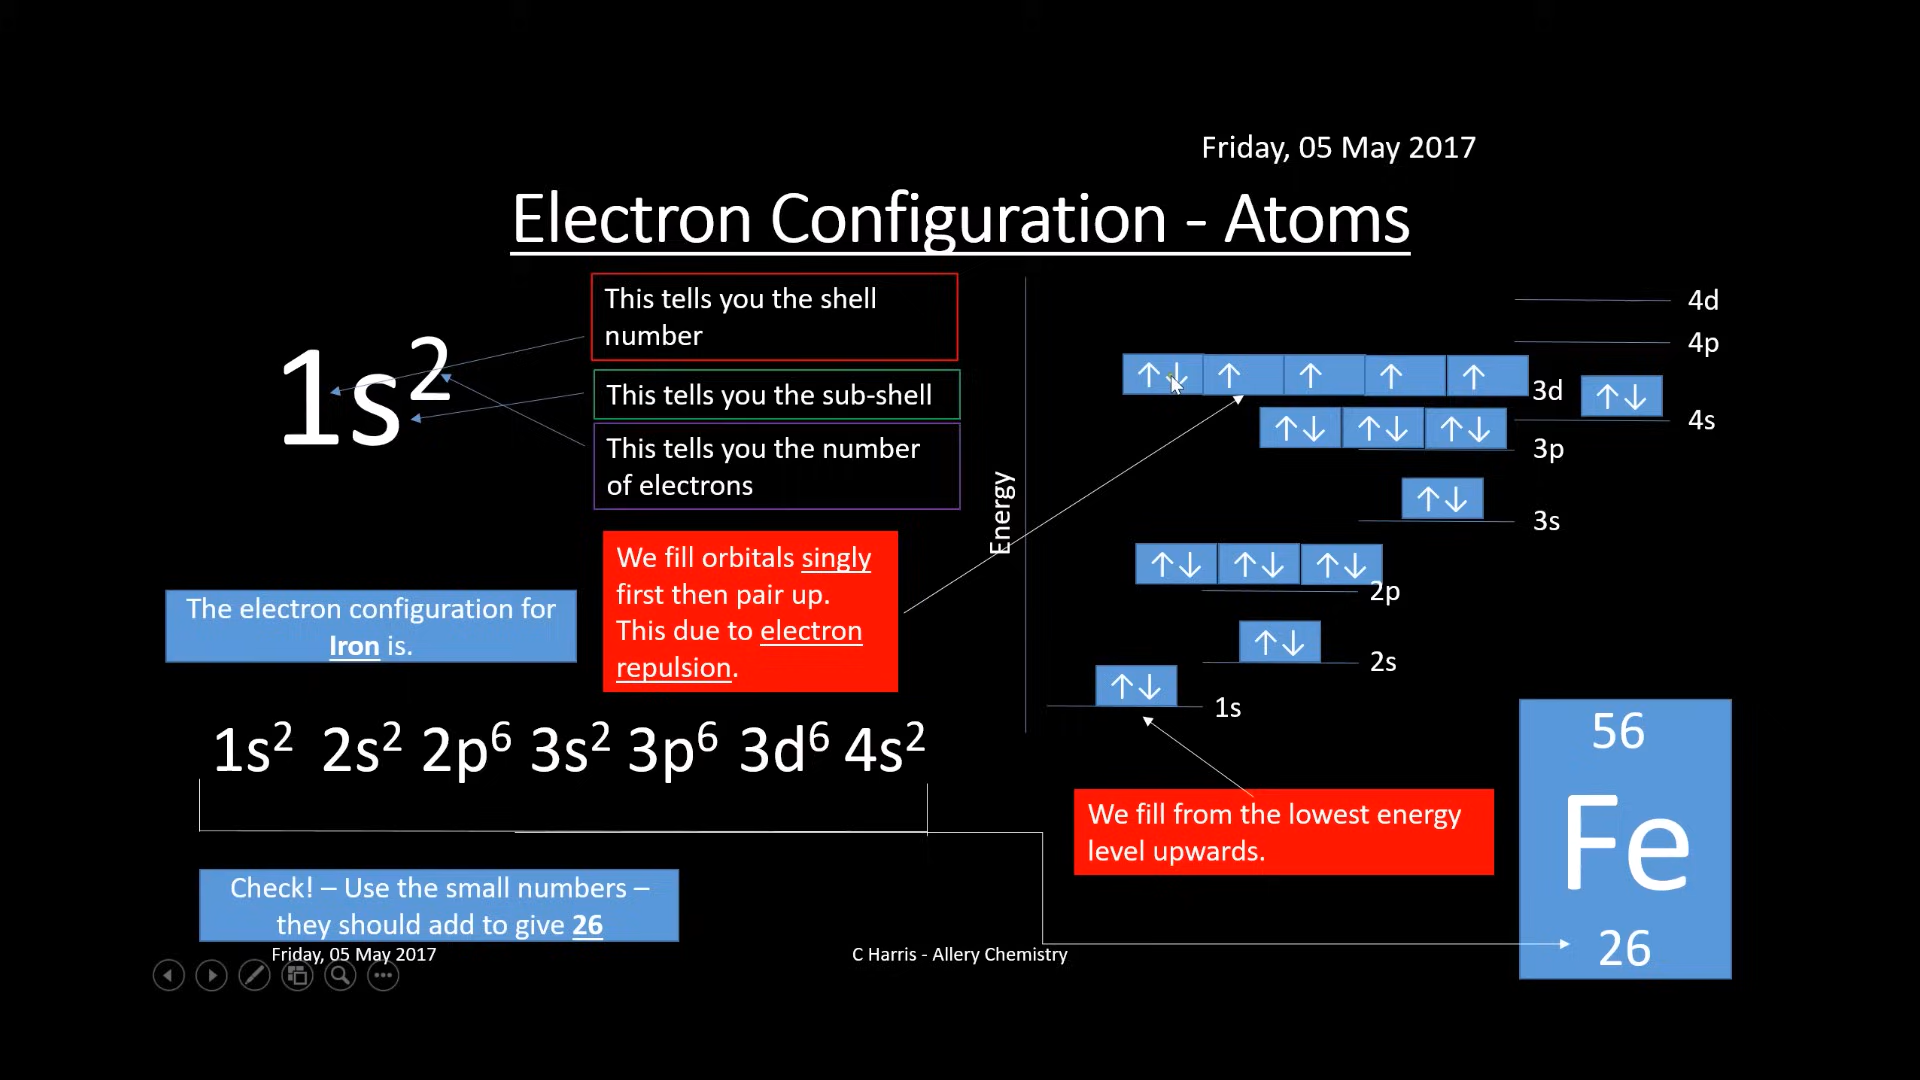 Friday, 05 May 2017
Electron Configuration - Atoms
1s²
This tells you the shell
number
This tells you the sub-shell
This tells you the number
of electrons
We fill orbitals singly
first then pair up.
This due to electron
repulsion.
The electron configuration for
Iron is.
1s² 2s² 2p⁶ 3s² 3p⁶ 3d⁶ 4s²
Check! – Use the small numbers –
they should add to give 26
Energy
4d
4p
↑↓ ↑ ↑ ↑ ↑ 3d
↑↓ 4s
↑↓ ↑↓ ↑↓ 3p
↑↓ 3s
↑↓ ↑↓ ↑↓ 2p
↑↓ 2s
↑↓ 1s
We fill from the lowest energy
level upwards.
56
Fe
26
Friday, 05 May 2017
C Harris - Allery Chemistry